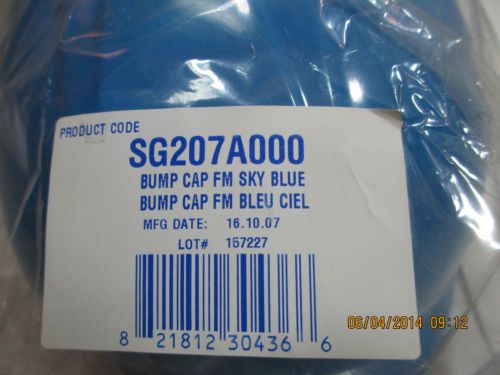 PRODUCT CODE
SG207A000
BUMP CAP FM SKY BLUE
BUMP CAP FM BLEU CIEL
MFG DATE: 16.10.07
LOT# 157227
8 21812 30436 6
06/04/2014 09:12